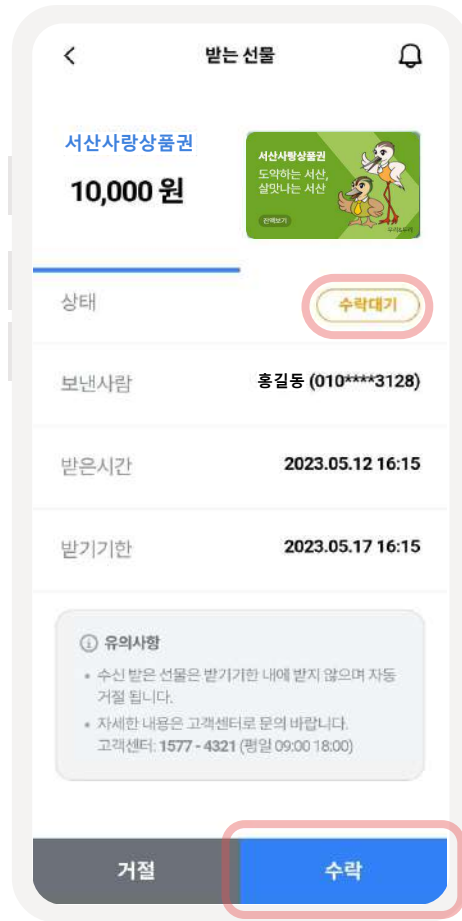 받는 선물
서산사랑상품권
10,000 원
서산사랑상품권
도약하는 서산,
살맛나는 서산
잔액보기
상태
수락대기
보낸사람
홍길동 (010****3128)
받은시간
2023.05.12 16:15
받기기한
2023.05.17 16:15
유의사항
• 수신 받은 선물은 받기기한 내에 받지 않으며 자동
거절 됩니다.
• 자세한 내용은 고객센터로 문의 바랍니다.
고객센터: 1577 - 4321 (평일 09:00 18:00)
거절
수락